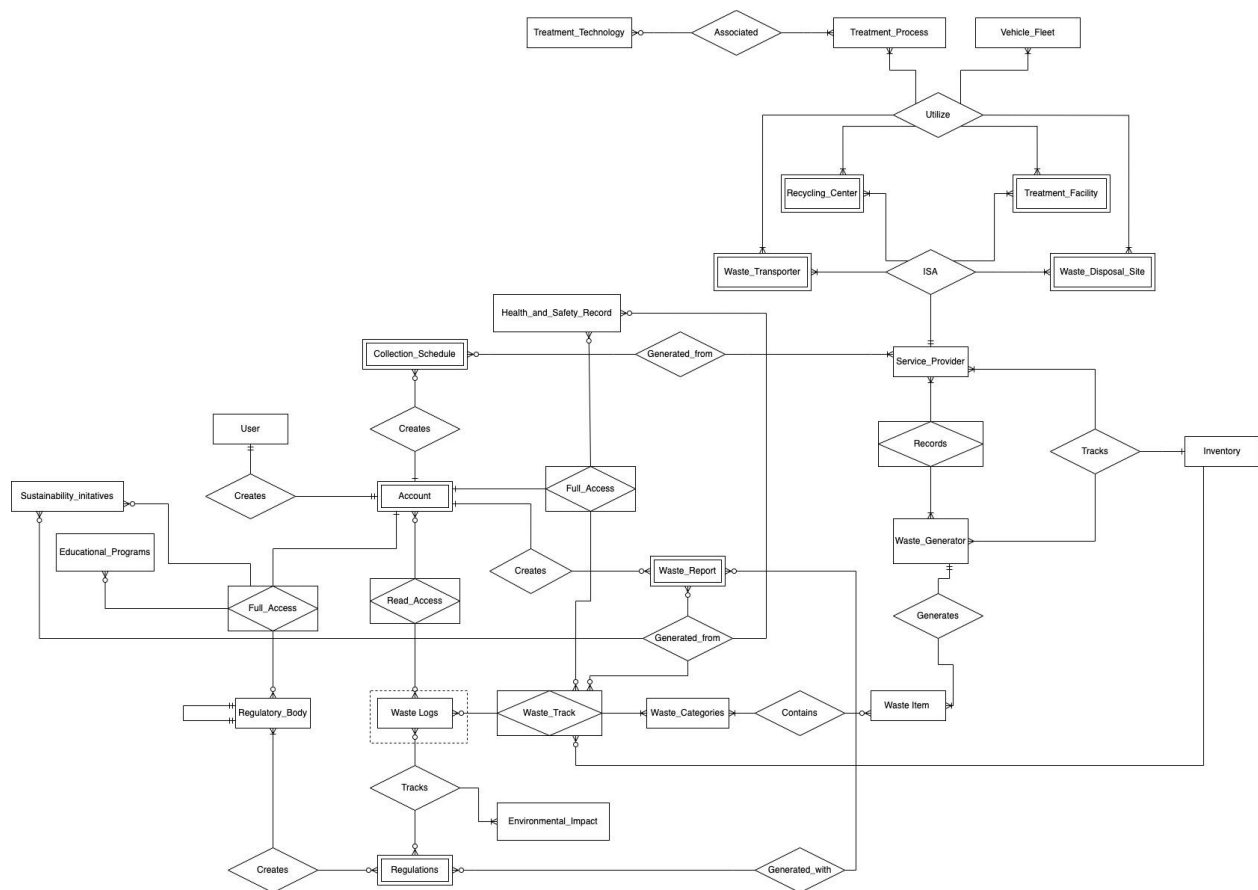 Treatment_Technology
Associated
Treatment_Process
Vehicle_Fleet
Utilize
Recycling_Center
Treatment_Facility
Waste_Transporter
ISA
Waste_Disposal_Site
Health_and_Safety_Record
Collection_Schedule
Generated_from
Service_Provider
User
Creates
Records
Tracks
Inventory
Sustainability_initatives
Creates
Account
Full_Access
Educational_Programs
Waste_Generator
Creates
Waste_Report
Full_Access
Read_Access
Generates
Generated_from
Regulatory_Body
Waste Logs
Waste_Track
Waste_Categories
Contains
Waste Item
Tracks
Environmental_Impact
Creates
Regulations
Generated_with